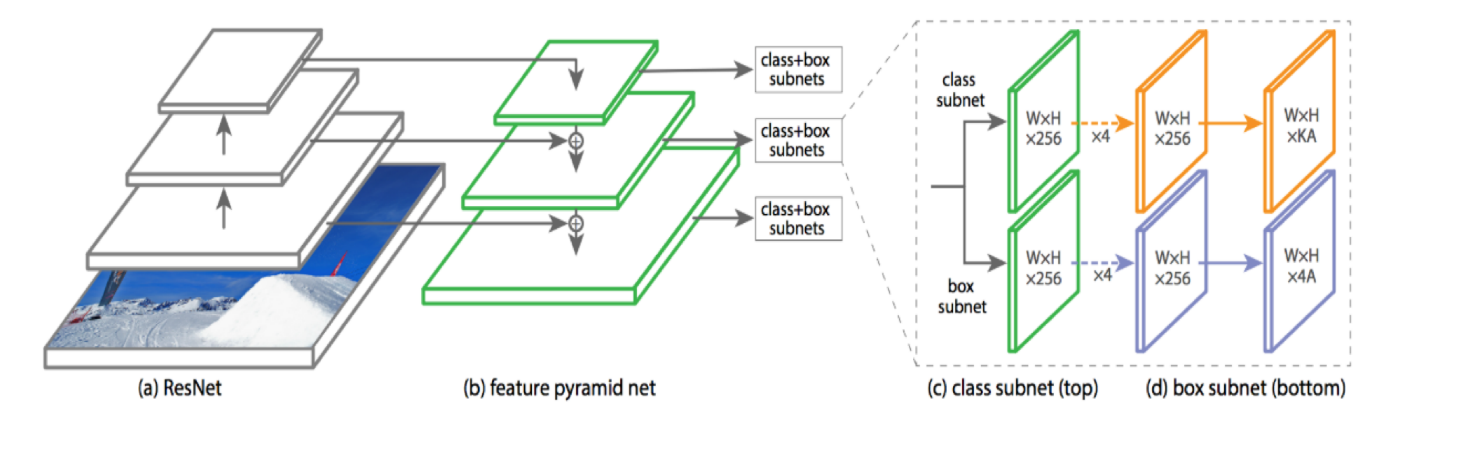 class+box
subnets
class+box
subnets
class+box
subnets
class
subnet
W×H
×256
×4
W×H
×256
W×H
×KA
box
subnet
W×H
×256
×4
W×H
×256
W×H
×4A
(a) ResNet
(b) feature pyramid net
(c) class subnet (top)
(d) box subnet (bottom)